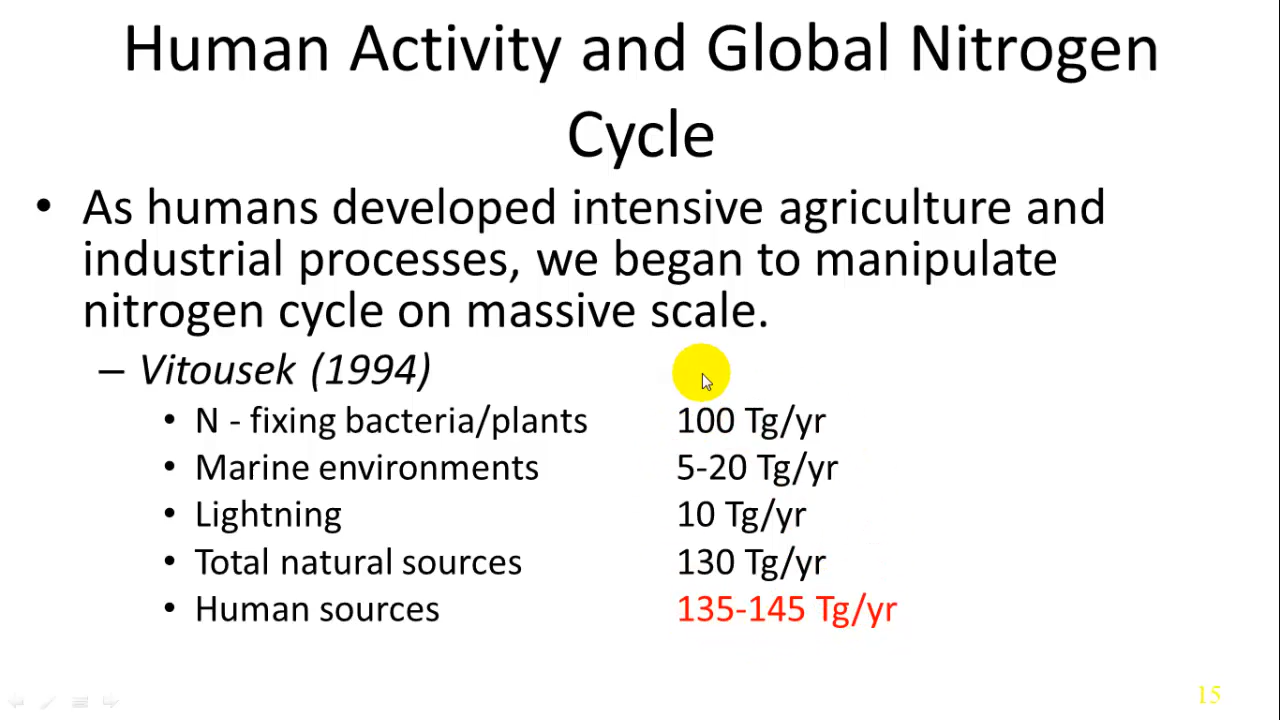 Human Activity and Global Nitrogen
Cycle
• As humans developed intensive agriculture and
industrial processes, we began to manipulate
nitrogen cycle on massive scale.
– Vitousek (1994)
• N - fixing bacteria/plants 100 Tg/yr
• Marine environments 5-20 Tg/yr
• Lightning 10 Tg/yr
• Total natural sources 130 Tg/yr
• Human sources 135-145 Tg/yr
15